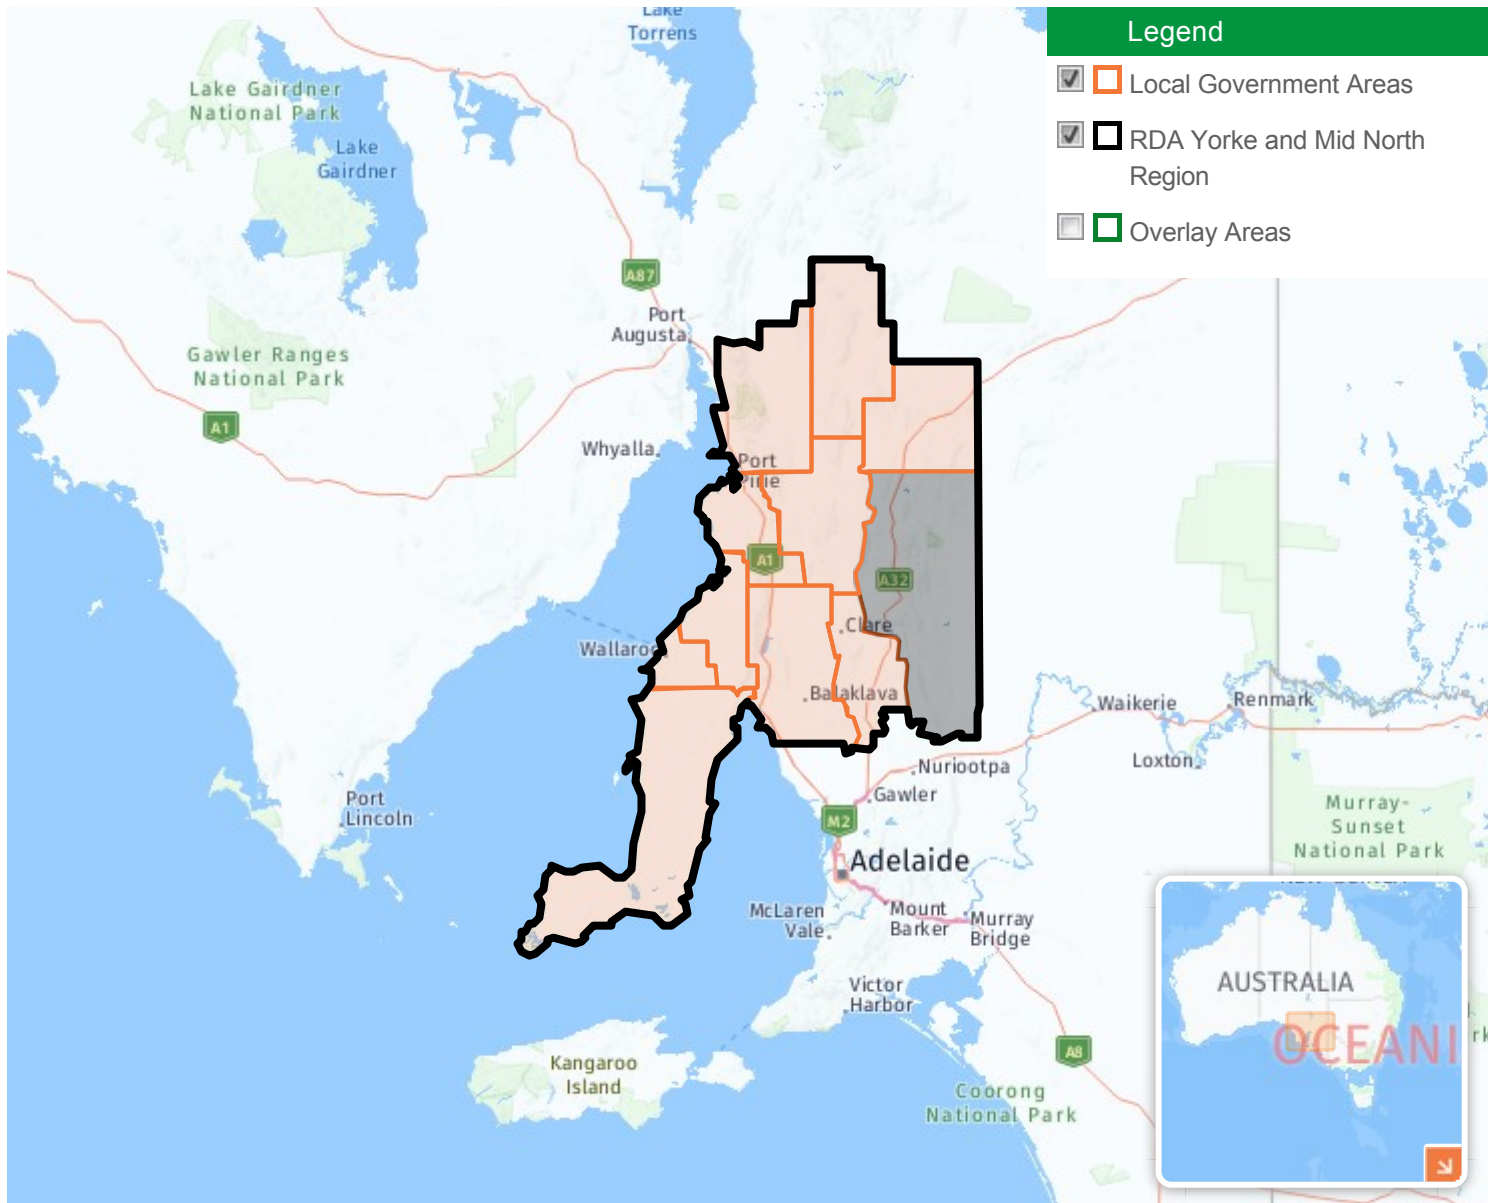 Lake
Torrens
Legend
Local Government Areas
RDA Yorke and Mid North
Region
Overlay Areas
Lake Gairdner
National Park
Lake
Gairdner
A87
Port
Augusta
Gawler Ranges
National Park
A1
Whyalla
Port
Pirie
A1
A32
Clare
Wallaroo
Balaklava
Waikerie
Renmark
Loxton
Nuriootpa
Gawler
Port
Lincoln
M2
Murray-
Sunset
National Park
Adelaide
McLaren
Vale
Mount
Barker
Murray
Bridge
Victor
Harbor
AUSTRALIA
OCEANI
Kangaroo
Island
A8
Coorong
National Park